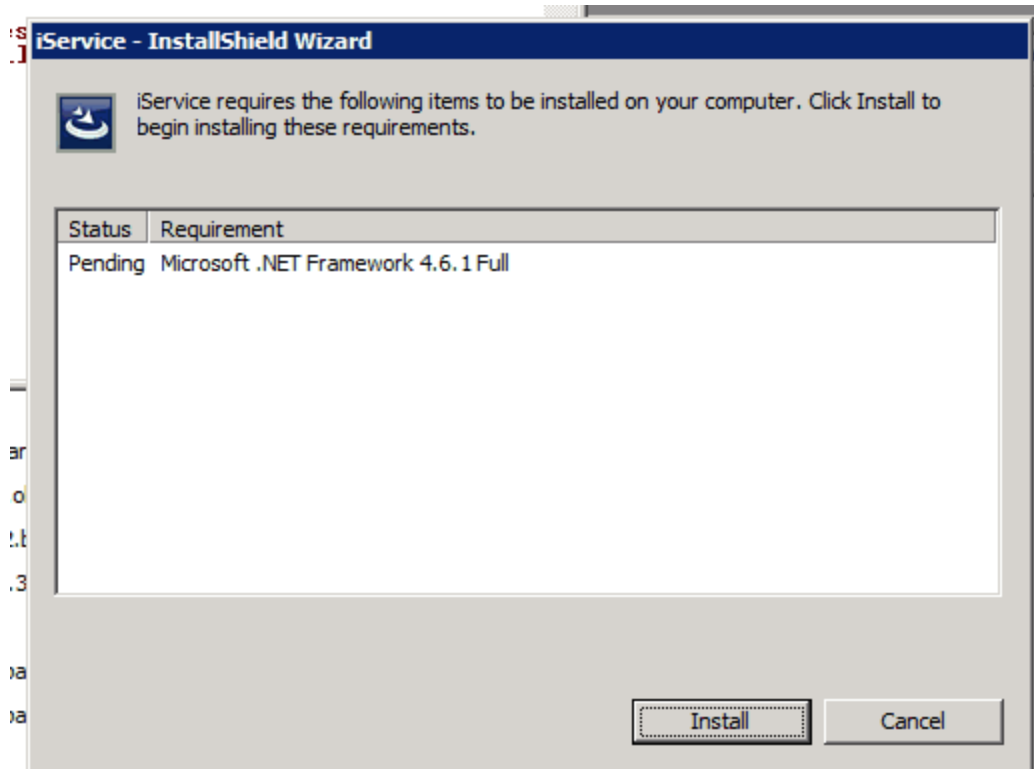 iService - InstallShield Wizard
iService requires the following items to be installed on your computer. Click Install to
begin installing these requirements.
Status Requirement
Pending Microsoft .NET Framework 4.6.1 Full
Install Cancel